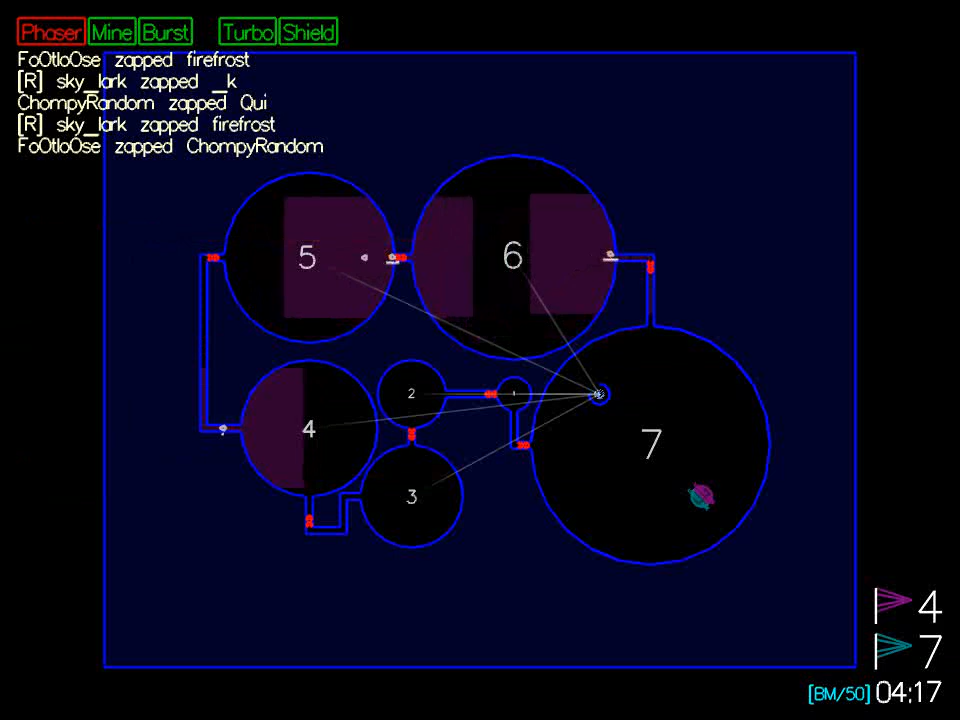 Phaser Mine Burst Turbo Shield
FoOtloOse zapped firefrost
[R] sky_lark zapped _k
ChompyRandom zapped Qui
[R] sky_lark zapped firefrost
FoOtloOse zapped ChompyRandom
5
6
2
4
7
3
4
7
[BM/50] 04:17